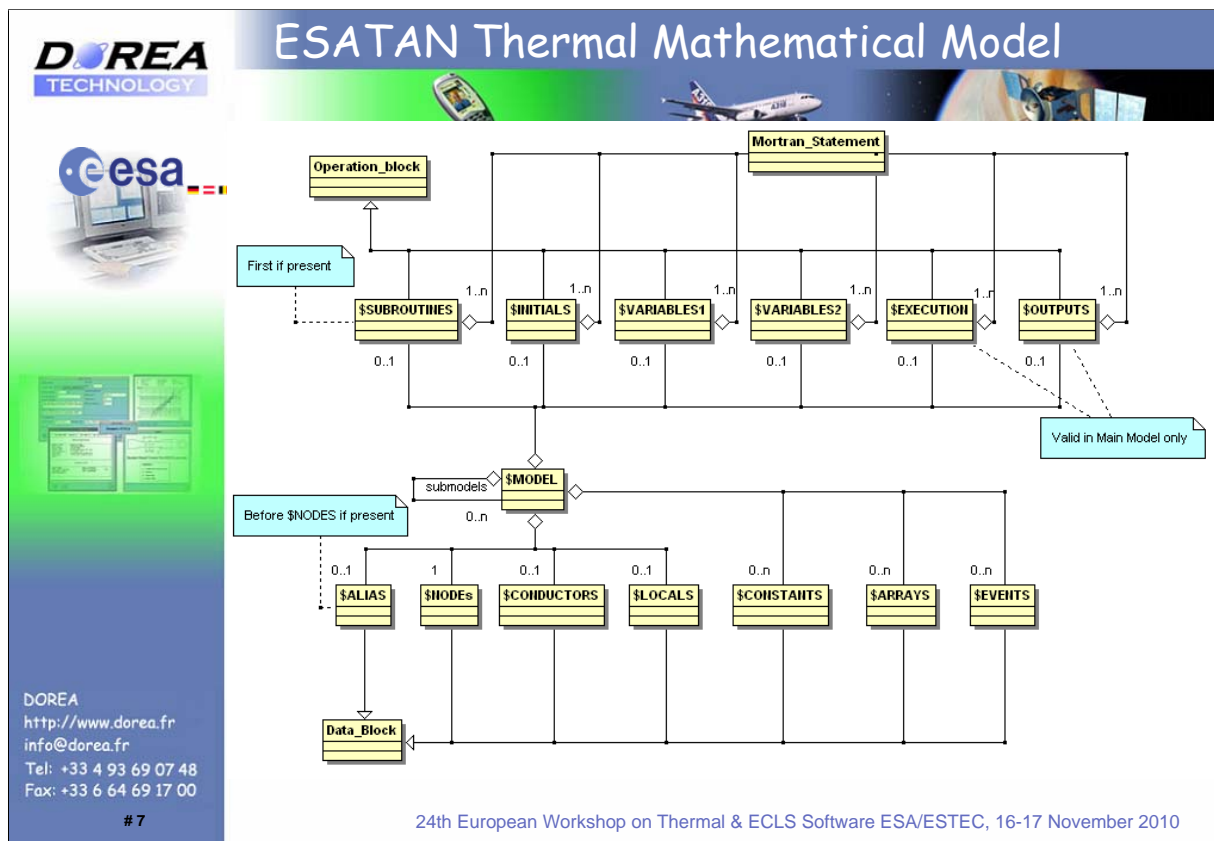 ESATAN Thermal Mathematical Model
DOREA
TECHNOLOGY
A318
esa
Mortran_Statement
Operation_block
First if present
1..n
1..n
1..n
1..n
1..n
1..n
$SUBROUTINES
$INITIALS
$VARIABLES1
$VARIABLES2
$EXECUTION
$OUTPUTS
0..1
0..1
0..1
0..1
0..1
0..1
Valid in Main Model only
$MODEL
submodels
0..n
Before $NODES if present
0..1
1
0..1
0..1
0..n
0..n
0..n
$ALIAS
$NODEs
$CONDUCTORS
$LOCALS
$CONSTANTS
$ARRAYS
$EVENTS
Data_Block
DOREA
http://www.dorea.fr
info@dorea.fr
Tel: +33 4 93 69 07 48
Fax: +33 6 64 69 17 00
# 7
24th European Workshop on Thermal & ECLS Software ESA/ESTEC, 16-17 November 2010